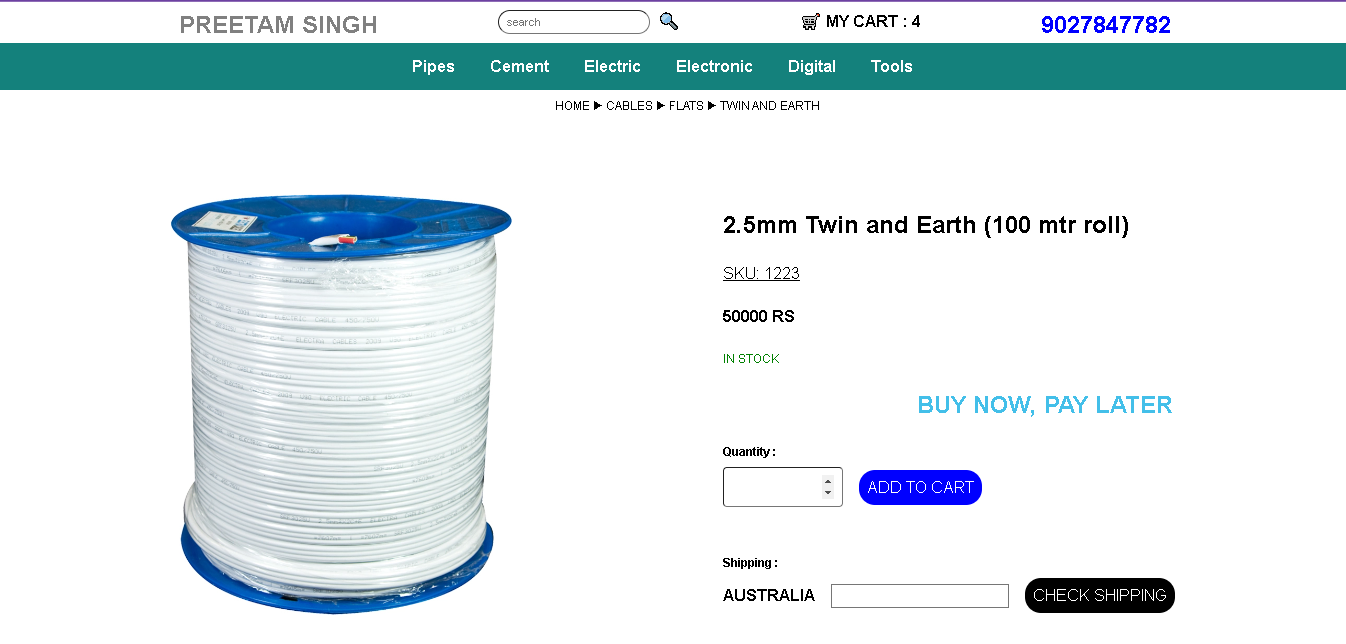 PREETAM SINGH
search
MY CART : 4
9027847782
Pipes Cement Electric Electronic Digital Tools
HOME ▶ CABLES ▶ FLATS ▶ TWIN AND EARTH
2.5mm Twin and Earth (100 mtr roll)
SKU: 1223
50000 RS
IN STOCK
BUY NOW, PAY LATER
Quantity :
ADD TO CART
Shipping :
AUSTRALIA
CHECK SHIPPING